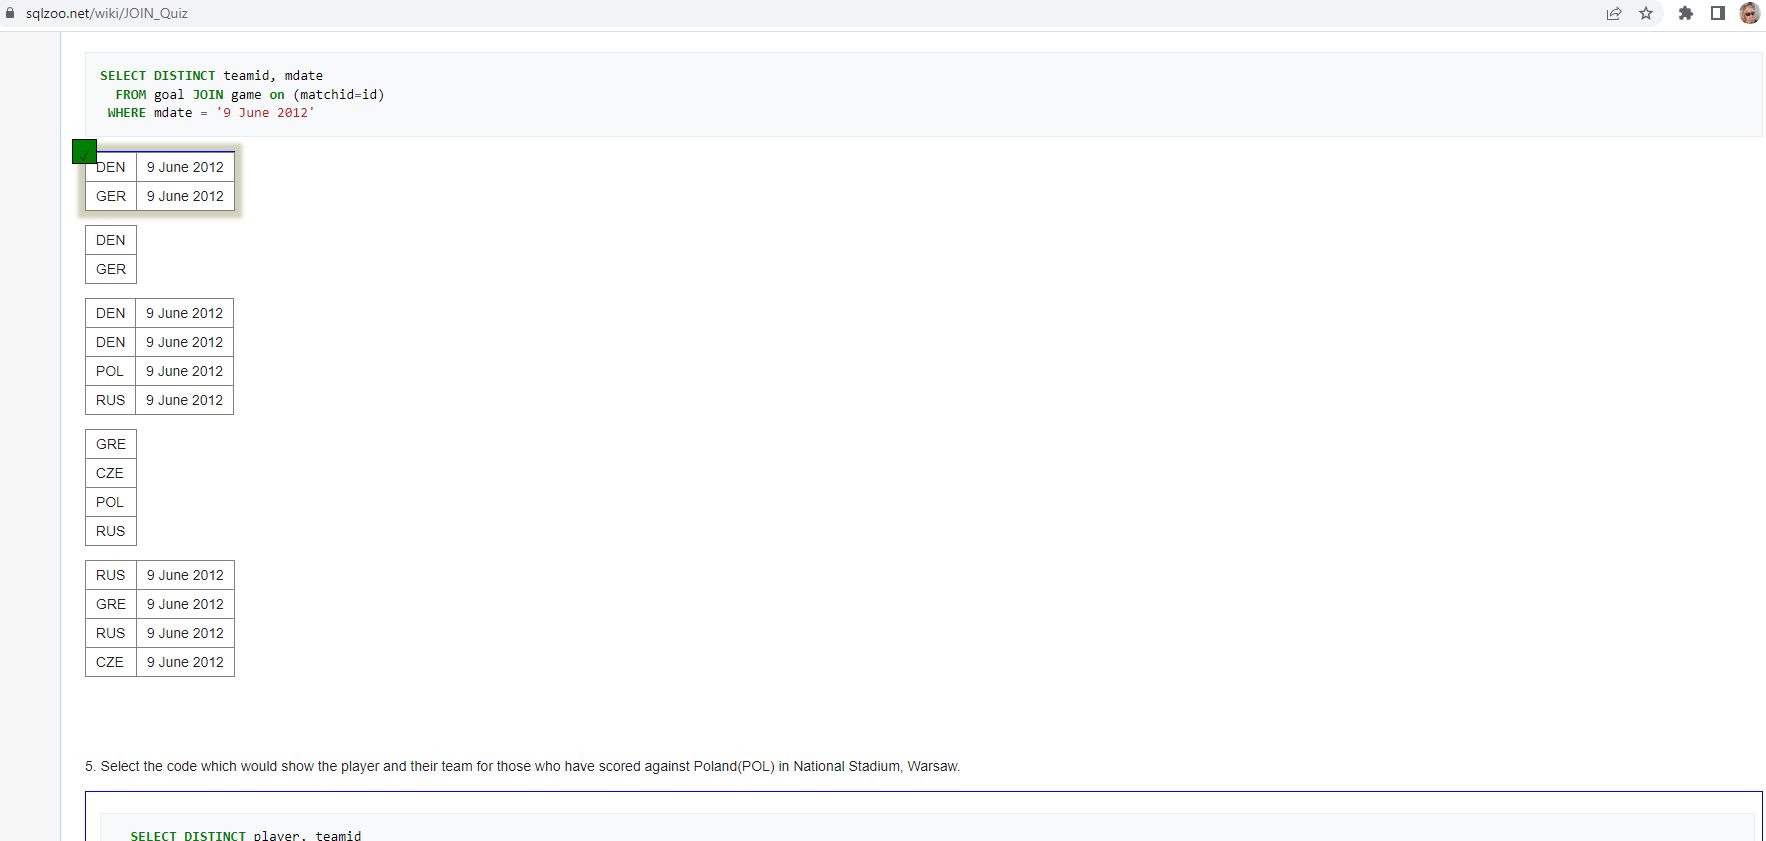 sqlzoo.net/wiki/JOIN_Quiz
SELECT DISTINCT teamid, mdate
FROM goal JOIN game on (matchid=id)
WHERE mdate = '9 June 2012'
DEN 9 June 2012
GER 9 June 2012
DEN
GER
DEN 9 June 2012
DEN 9 June 2012
POL 9 June 2012
RUS 9 June 2012
GRE
CZE
POL
RUS
RUS 9 June 2012
GRE 9 June 2012
RUS 9 June 2012
CZE 9 June 2012
5. Select the code which would show the player and their team for those who have scored against Poland(POL) in National Stadium, Warsaw.
SELECT DISTINCT player, teamid